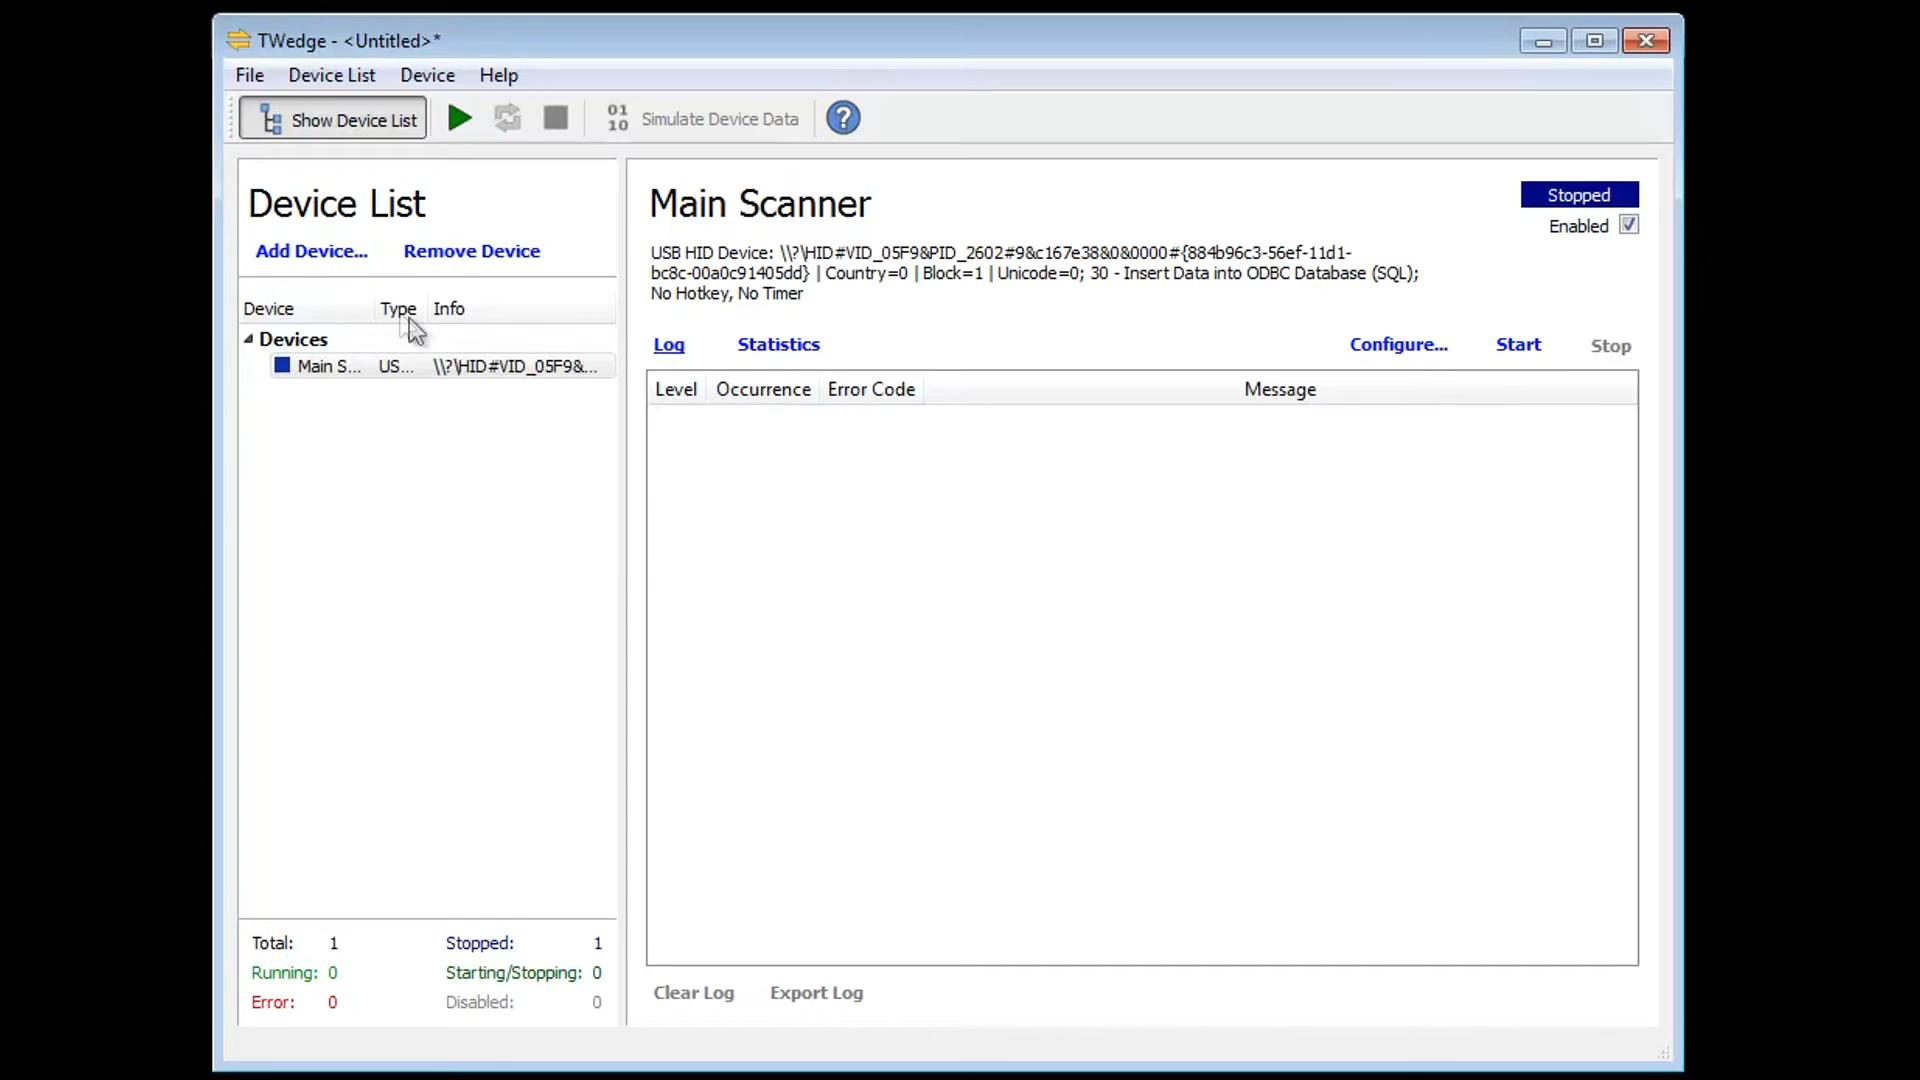 TWedge - <Untitled>*
File Device List Device Help
Show Device List 01 10 Simulate Device Data ?
Device List
Add Device... Remove Device
Device Type Info
Devices
Main S... US... \\?\HID#VID_05F9&...
Total: 1 Stopped: 1
Running: 0 Starting/Stopping: 0
Error: 0 Disabled: 0
Main Scanner
Stopped
Enabled
USB HID Device: \\?\HID#VID_05F9&PID_2602#9&c167e38&0&0000#{884b96c3-56ef-11d1-
bc8c-00a0c91405dd} | Country=0 | Block=1 | Unicode=0; 30 - Insert Data into ODBC Database (SQL);
No Hotkey, No Timer
Log Statistics Configure... Start Stop
Level Occurrence Error Code Message
Clear Log Export Log